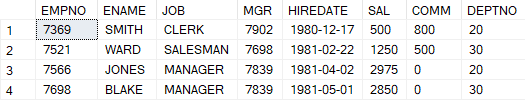 EMPNO ENAME JOB MGR HIREDATE SAL COMM DEPTNO
1 7369 SMITH CLERK 7902 1980-12-17 500 800 20
2 7521 WARD SALESMAN 7698 1981-02-22 1250 500 30
3 7566 JONES MANAGER 7839 1981-04-02 2975 0 20
4 7698 BLAKE MANAGER 7839 1981-05-01 2850 0 30